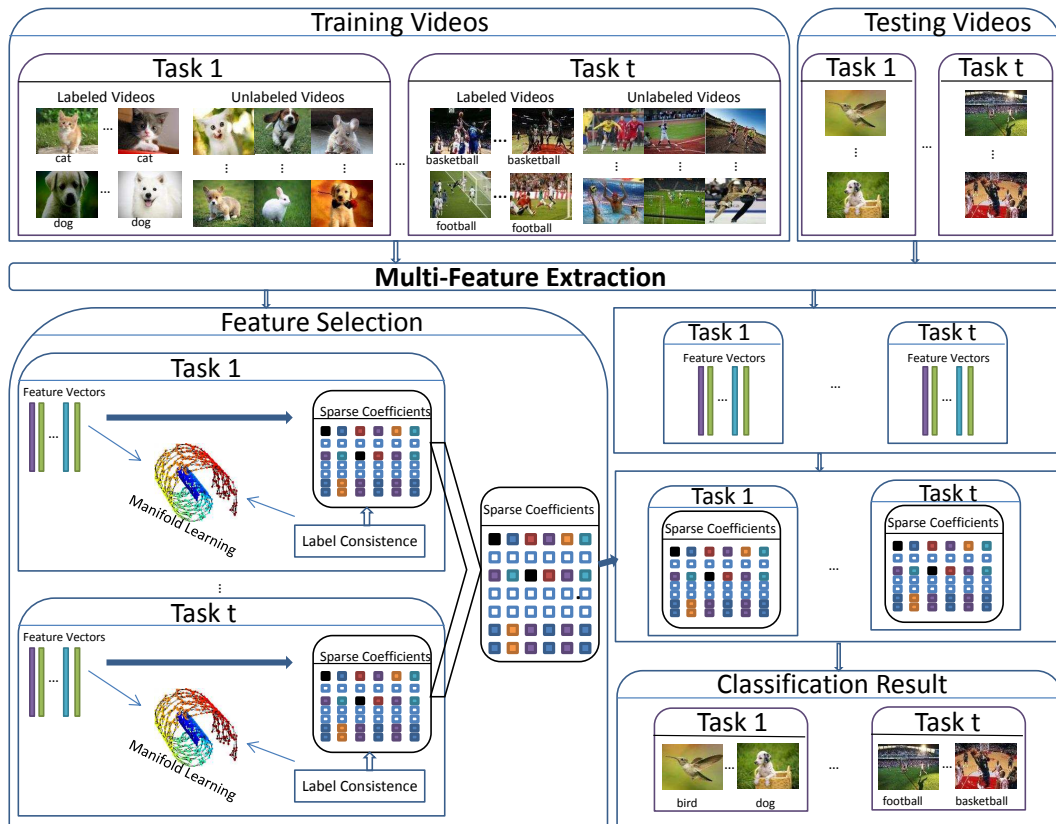 Training Videos
Testing Videos
Task 1
Labeled Videos
Unlabeled Videos
...
cat
cat
...
...
...
...
dog
dog
...
Task t
Labeled Videos
Unlabeled Videos
...
basketball
basketball
...
...
...
...
football
football
Task 1
...
...
Task t
...
Multi-Feature Extraction
Feature Selection
Task 1
Feature Vectors
...
Sparse Coefficients
Manifold Learning
Label Consistence
...
Task t
Feature Vectors
...
Sparse Coefficients
Manifold Learning
Label Consistence
Sparse Coefficients
Task 1
Feature Vectors
...
...
Task t
Feature Vectors
...
Task 1
Sparse Coefficients
...
Task t
Sparse Coefficients
Classification Result
Task 1
...
bird
dog
...
Task t
...
football
basketball